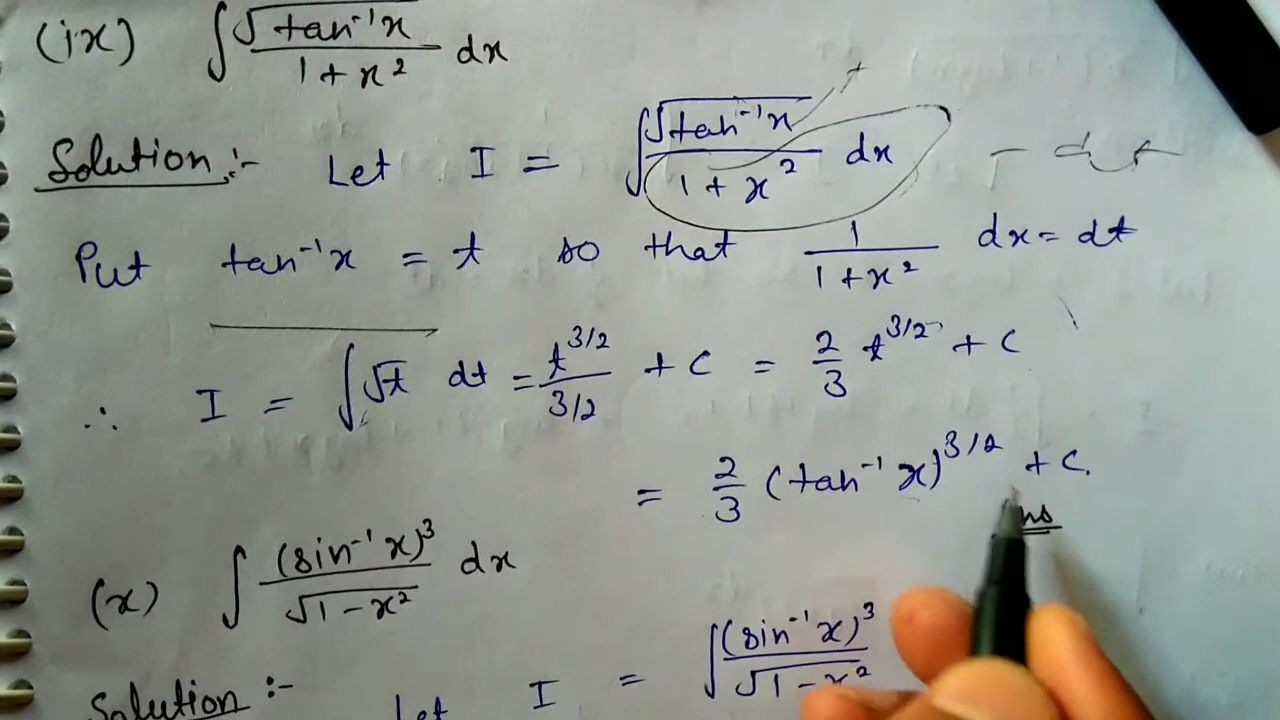 (ix) ∫ √tan⁻¹x / 1 + x² dx
Solution:- Let I = ∫ √tan⁻¹x / 1 + x² dx
Put tan⁻¹x = t so that 1 / 1 + x² dx = dt
∴ I = ∫ √t dt = t^3/2 / 3/2 + C = 2/3 t^3/2 + C
= 2/3 (tan⁻¹ x)^3/2 + C.
(x) ∫ (sin⁻¹x)³ / √1 - x² dx
Solution:- Let I = ∫ (sin⁻¹x)³ / √1 - x²